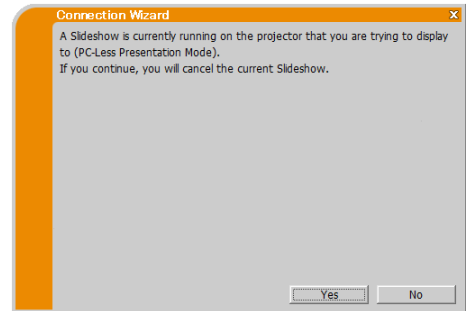 Connection Wizard x
A Slideshow is currently running on the projector that you are trying to display
to (PC-Less Presentation Mode).
If you continue, you will cancel the current Slideshow.
Yes No